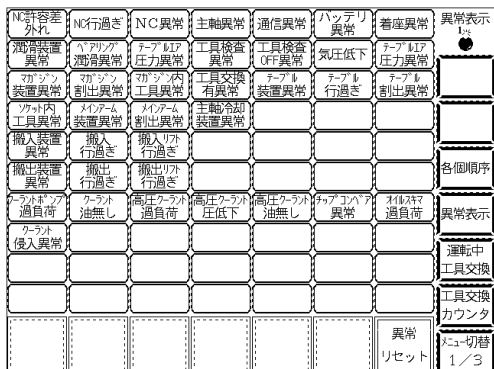 NC許容差
外れ
NC行過ぎ
NC異常
主軸異常
通信異常
バッテリ
異常
着座異常
異常表示
潤滑装置
異常
ベアリング
潤滑異常
テーブルエア
圧力異常
工具検査
異常
工具検査
OFF異常
気圧低下
テーブルエア
圧力異常
マガジン
装置異常
マガジン
割出異常
マガジン内
工具異常
工具交換
有異常
テーブル
装置異常
テーブル
行過ぎ
テーブル
割出異常
ソケット内
工具異常
メインアーム
装置異常
メインアーム
割出異常
主軸冷却
装置異常
搬入装置
異常
搬入
行過ぎ
搬入リフト
行過ぎ
搬出装置
異常
搬出
行過ぎ
搬出リフト
行過ぎ
各個順序
クーラントポンプ
過負荷
クーラント
油無し
高圧クーラント
過負荷
高圧クーラント
圧低下
高圧クーラント
油無し
チップコンベア
異常
オイルスキマ
過負荷
異常表示
クーラント
侵入異常
運転中
工具交換
工具交換
カウンタ
異常
リセット
メニュー切替
1/3